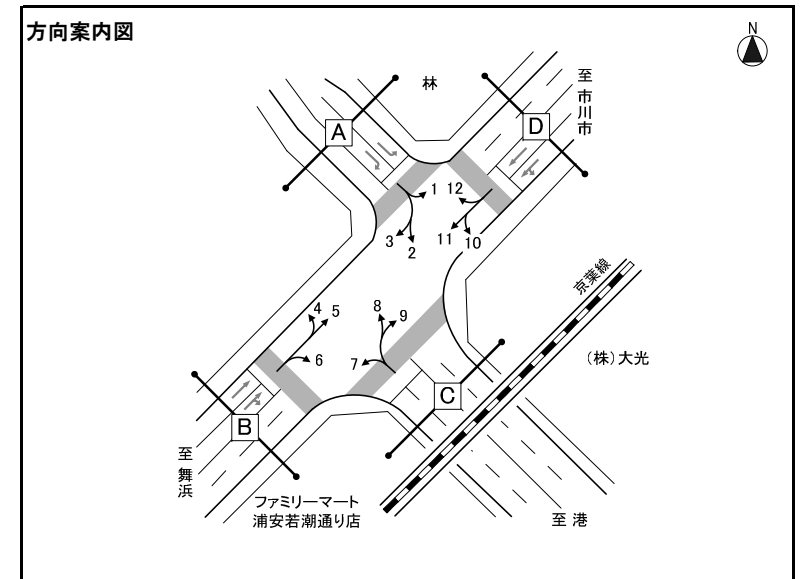 方向案内図
N
林
至市川市
A
D
1
12
3
2
11
10
京葉線
4
5
8
9
6
7
(株)大光
C
B
至舞浜
ファミリーマート
浦安若潮通り店
至 港